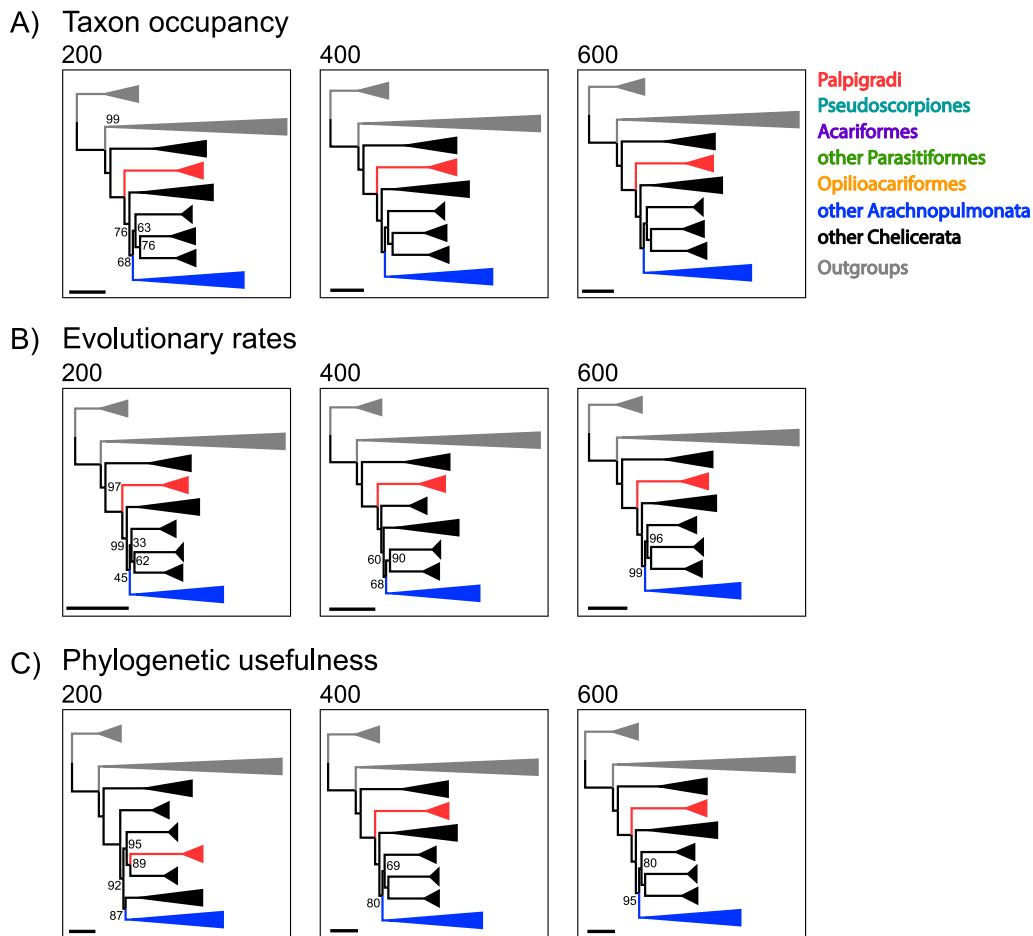 A) Taxon occupancy
200
400
600
99
76
63
76
68
Palpigradi
Pseudoscorpiones
Acariformes
other Parasitiformes
Opilioacariformes
other Arachnopulmonata
other Chelicerata
Outgroups
B) Evolutionary rates
200
400
600
97
99
33
62
45
60
90
68
96
99
C) Phylogenetic usefulness
200
400
600
95
89
92
87
69
80
80
95